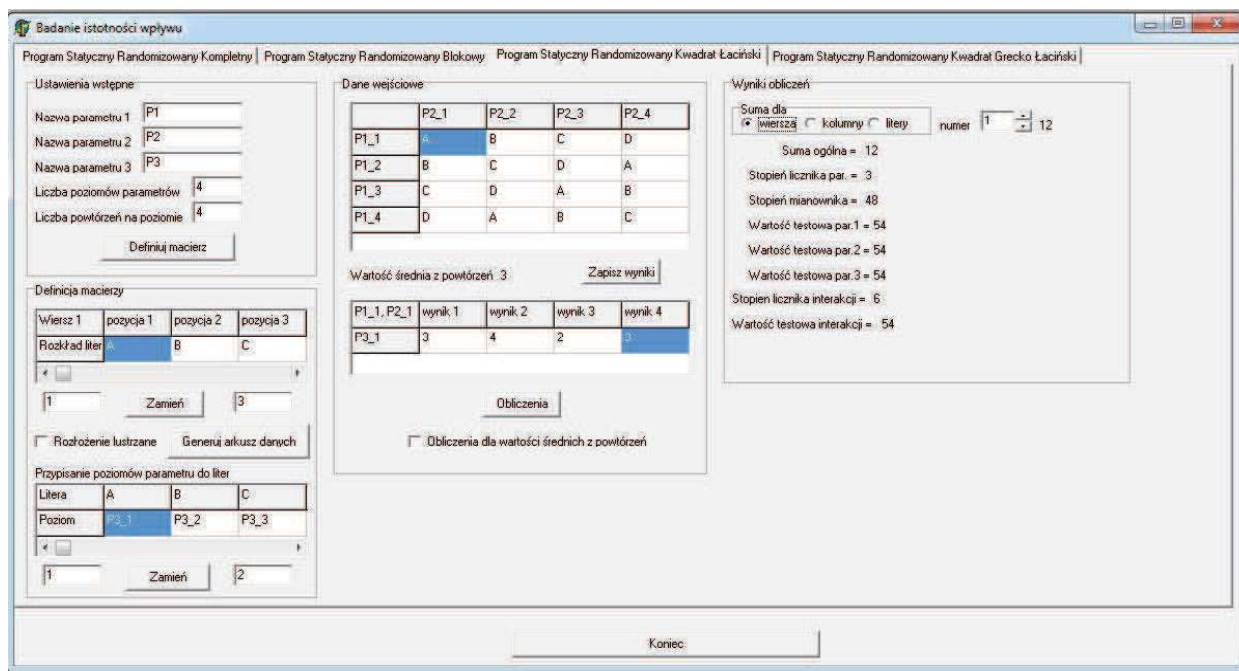 Badanie istotności wpływu
Program Statyczny Randomizowany Kompletny Program Statyczny Randomizowany Blokowy Program Statyczny Randomizowany Kwadrat Łaciński Program Statyczny Randomizowany Kwadrat Grecko Łaciński
Ustawienia wstępne
Nazwa parametru 1 P1
Nazwa parametru 2 P2
Nazwa parametru 3 P3
Liczba poziomów parametrów 4
Liczba powtórzeń na poziomie 4
Definiuj macierz
Definicja macierzy
Wiersz 1 pozycja 1 pozycja 2 pozycja 3
Rozkład liter A B C
1 Zamień 3
Rozłożenie lustrzane Generuj arkusz danych
Przypisanie poziomów parametru do liter
Litera A B C
Poziom P3_1 P3_2 P3_3
1 Zamień 2
Dane wejściowe
P2_1 P2_2 P2_3 P2_4
P1_1 A B C D
P1_2 B C D A
P1_3 C D A B
P1_4 D A B C
Wartość średnia z powtórzeń 3 Zapisz wyniki
P1_1, P2_1 wynik 1 wynik 2 wynik 3 wynik 4
P3_1 3 4 2 3
Obliczenia
Obliczenia dla wartości średnich z powtórzeń
Wyniki obliczeń
Suma dla
wiersza kolumny litery numer 1 12
Suma ogólna = 12
Stopień licznika par. = 3
Stopień mianownika = 48
Wartość testowa par.1 = 54
Wartość testowa par.2 = 54
Wartość testowa par.3 = 54
Stopien licznika interakcji = 6
Wartość testowa interakcji = 54
Koniec